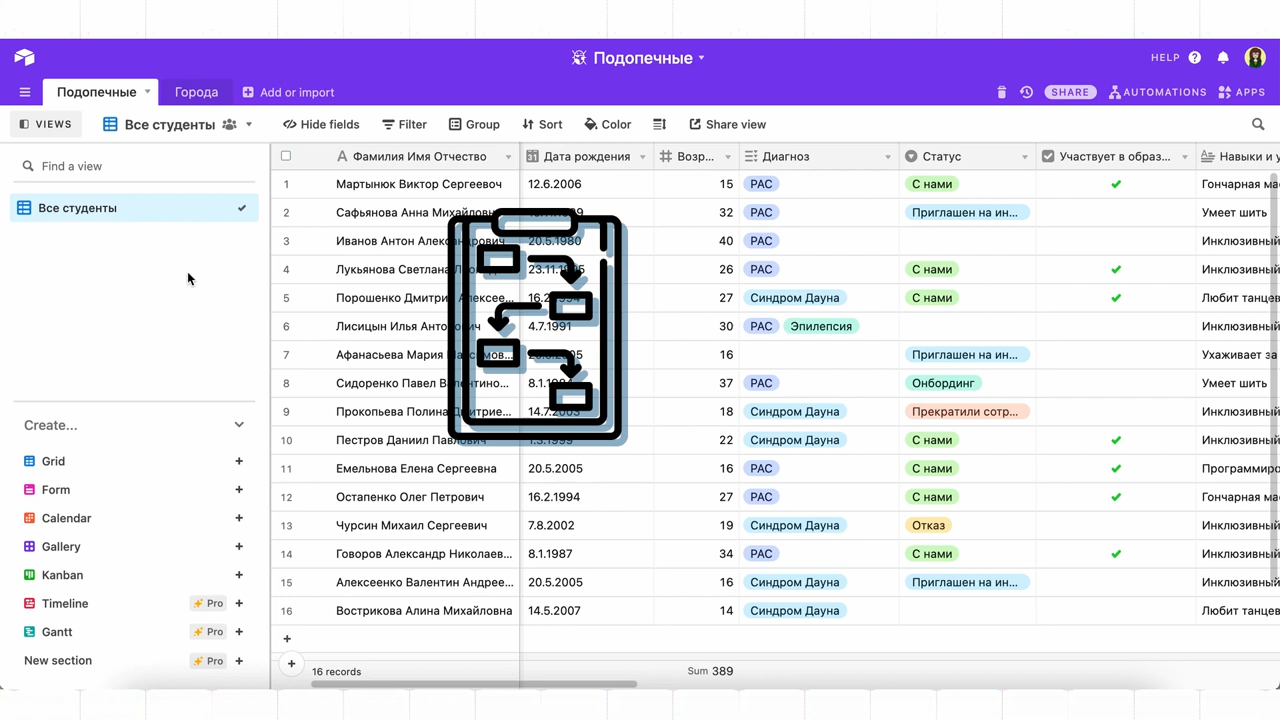 Подопечные
HELP
Подопечные
Города
Add or import
SHARE
AUTOMATIONS
APPS
VIEWS
Все студенты
Hide fields
Filter
Group
Sort
Color
Share view
Find a view
Все студенты
Create...
Grid
Form
Calendar
Gallery
Kanban
Timeline Pro
Gantt Pro
New section Pro
Фамилия Имя Отчество Дата рождения Возр... Диагноз Статус Участвует в образ... Навыки и у
1 Мартынюк Виктор Сергеевоч 12.6.2006 15 РАС С нами Гончарная мас
2 Сафьянова Анна 32 РАС Приглашен на ин... Умеет шить
3 Иванов Антон 20.5.1980 40 РАС Инклюзивный
4 Лукьянова Светлана 26 РАС С нами Инклюзивный
5 Порошенко Дмитрий Алексее... 27 Синдром Дауна С нами Любит танцев
6 Лисицын Илья 4.7.1991 30 РАС Эпилепсия Инклюзивный
7 Афанасьева Мария 16 Приглашен на ин... Ухаживает за
8 Сидоренко Павел 37 РАС Онбординг Умеет шить
9 Прокопьева Полина Дмитрие... 18 Синдром Дауна Прекратили сотр... Инклюзивный
10 Пестров Даниил Павлович 1.3.1999 22 Синдром Дауна С нами Инклюзивный
11 Емельнова Елена Сергеевна 20.5.2005 16 РАС С нами Программиро
12 Остапенко Олег Петрович 16.2.1994 27 РАС С нами Гончарная мас
13 Чурсин Михаил Сергеевич 7.8.2002 19 Синдром Дауна Отказ Инклюзивный
14 Говоров Александр Николаев... 8.1.1987 34 РАС С нами Инклюзивный
15 Алексеенко Валентин Андрее... 20.5.2005 16 Синдром Дауна Приглашен на ин... Инклюзивный
16 Вострикова Алина Михайловна 14.5.2007 14 Синдром Дауна Любит танцев
16 records Sum 389